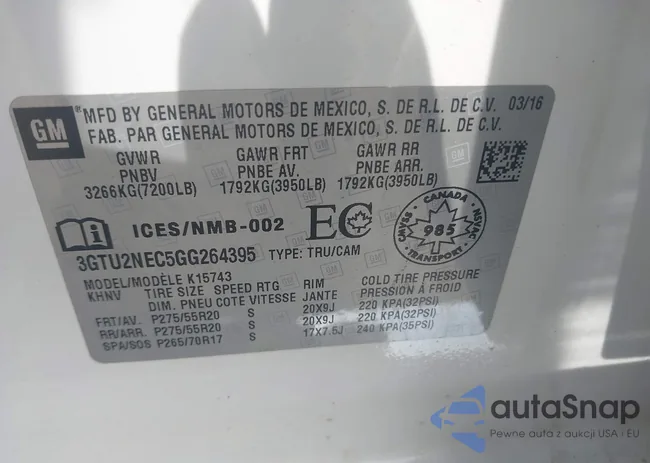 GM
® MFD BY GENERAL MOTORS DE MEXICO, S. DE R.L. DE C.V. 03/16
FAB. PAR GENERAL MOTORS DE MEXICO, S. DE R.L. DE C.V.
GVWR GAWR FRT GAWR RR
PNBV PNBE AV. PNBE ARR.
3266KG(7200LB) 1792KG(3950LB) 1792KG(3950LB)
ICES/NMB-002 EC
CANADA
CMVSS NSVAC
985
TRANSPORT
3GTU2NEC5GG264395 TYPE: TRU/CAM
MODEL/MODÈLE K15743
KHNV TIRE SIZE SPEED RTG RIM COLD TIRE PRESSURE
DIM. PNEU COTE VITESSE JANTE PRESSION À FROID
FRT/AV. P275/55R20 S 20X9J 220 KPA(32PSI)
RR/ARR. P275/55R20 S 20X9J 220 KPA(32PSI)
SPA/SOS P265/70R17 S 17X7.5J 240 KPA(35PSI)
autaSnap
Pewne auta z aukcji USA i EU